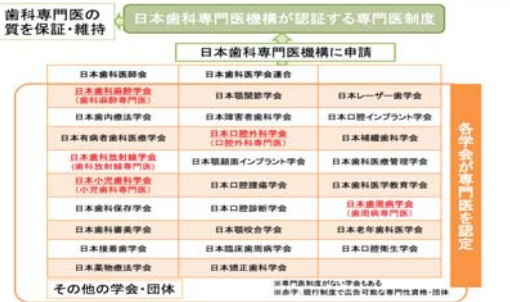 歯科専門医の
質を保証・維持
日本歯科専門医機構が認証する専門医制度
日本歯科専門医機構に申請
日本歯科医師会
日本歯科医学会連合
日本歯科麻酔学会
(歯科麻酔専門医)
日本顎関節学会
日本レーザー歯学会
日本歯内療法学会
日本障害者歯科学会
日本口腔インプラント学会
日本有病者歯科医療学会
日本口腔外科学会
(口腔外科専門医)
日本補綴歯科学会
日本歯科放射線学会
(歯科放射線専門医)
日本顎顔面インプラント学会
日本歯科医療管理学会
日本小児歯科学会
(小児歯科専門医)
日本口腔腫瘍学会
日本歯科医学教育学会
日本歯科保存学会
日本口腔診断学会
日本歯周病学会
(歯周病専門医)
日本歯科審美学会
日本顎咬合学会
日本老年歯科医学会
日本接着歯学会
日本臨床歯周病学会
日本口腔衛生学会
日本歯科薬物療法学会
日本矯正歯科学会
その他の学会・団体
※専門医制度がない学会もある
※赤字:現行制度で広告可能な専門性資格・団体
各学会が専門医を認定